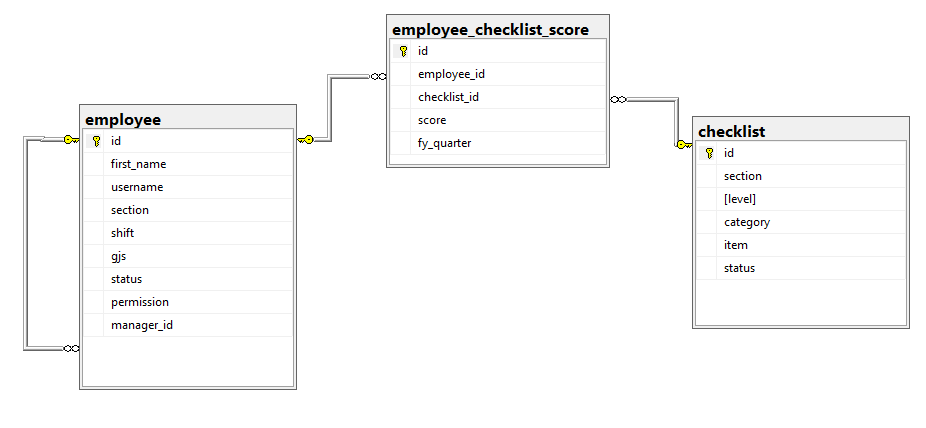 employee_checklist_score
id
employee_id
checklist_id
score
fy_quarter
employee
id
first_name
username
section
shift
gjs
status
permission
manager_id
checklist
id
section
[level]
category
item
status